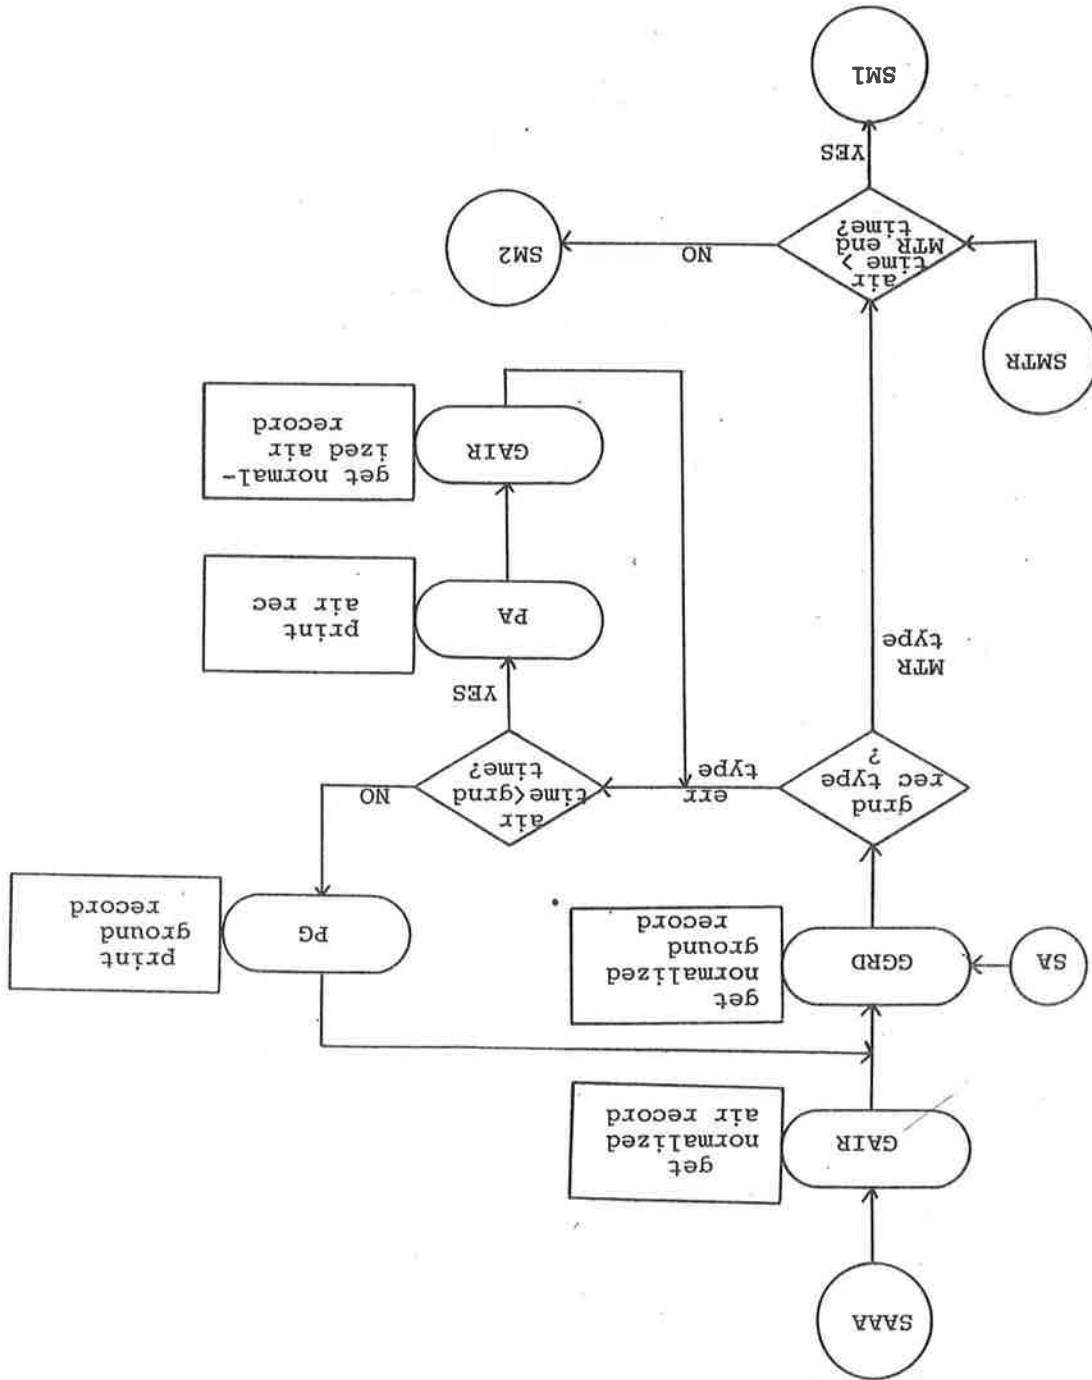 SAAA
GAIR
get
normalized
air record
SA
GGRD
get
normalized
ground
record
PG
print
ground
record
grnd
rec type
?
err
type
air
time<grnd
time?
NO
YES
MTR
type
PA
print
air rec
GAIR
get normal-
ized air
record
SMTR
air
time >
MTR end
time?
NO
SM2
YES
SM1